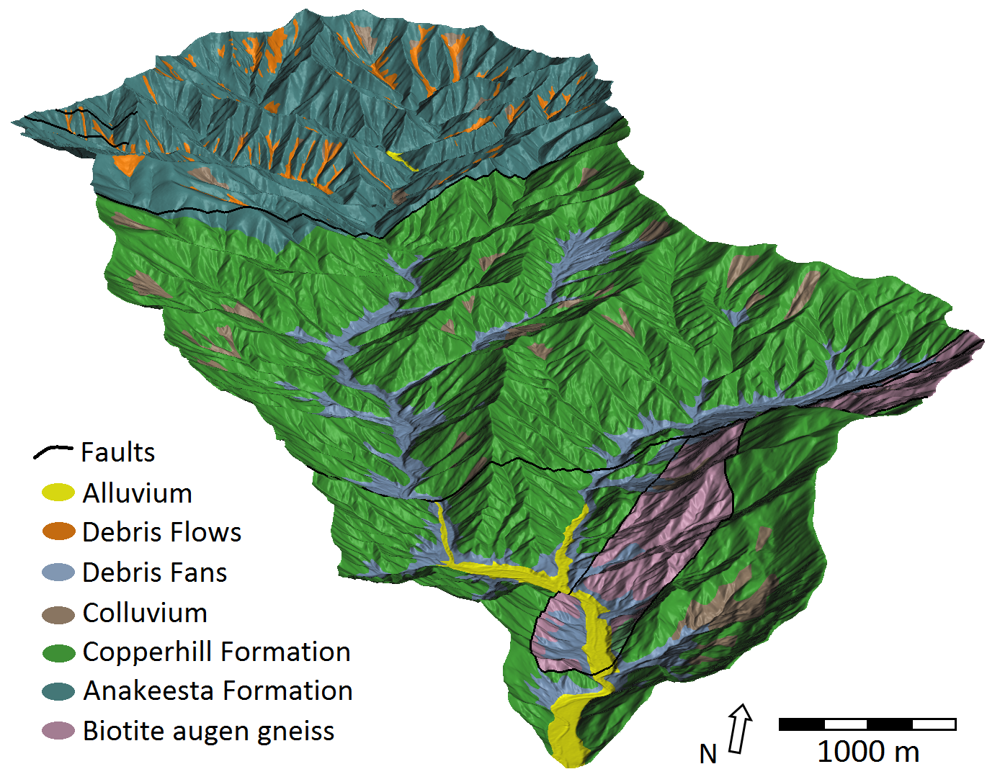 Faults
Alluvium
Debris Flows
Debris Fans
Colluvium
Copperhill Formation
Anakeesta Formation
Biotite augen gneiss
N
1000 m